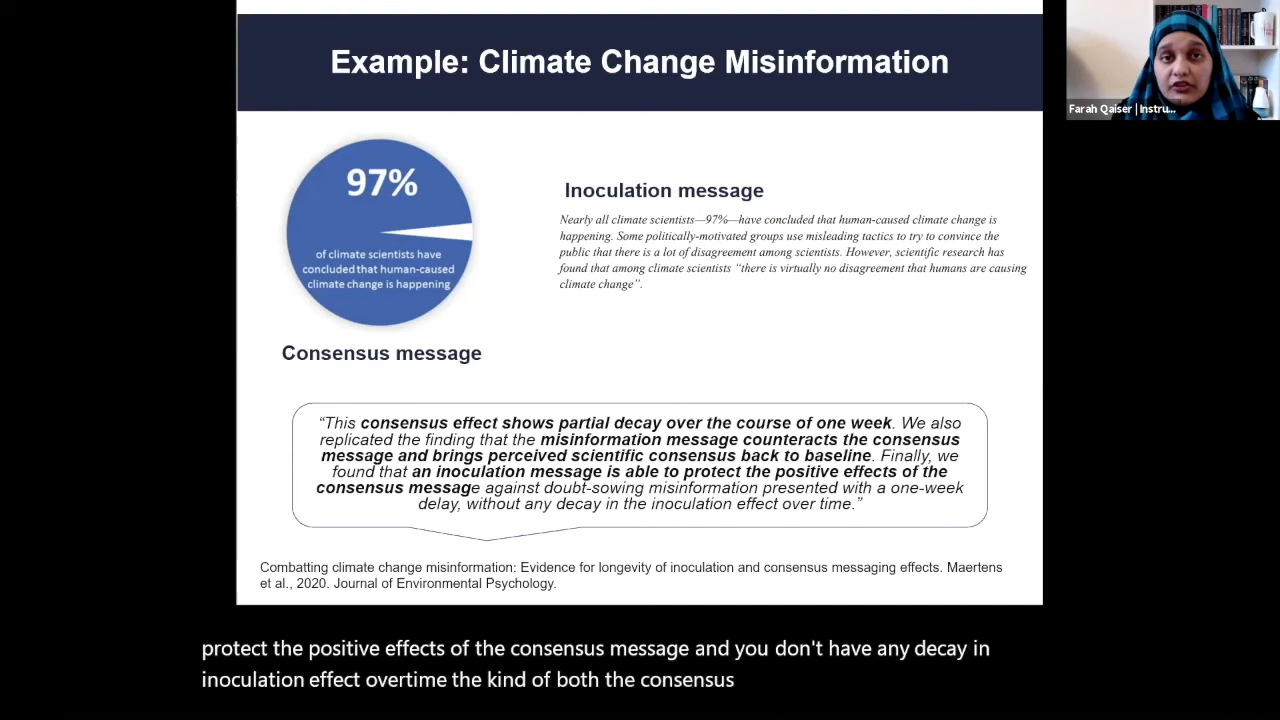 Example: Climate Change Misinformation
Farah Qaiser | Instru...
97%
of climate scientists have
concluded that human-caused
climate change is happening
Consensus message
Inoculation message
Nearly all climate scientists—97%—have concluded that human-caused climate change is
happening. Some politically-motivated groups use misleading tactics to try to convince the
public that there is a lot of disagreement among scientists. However, scientific research has
found that among climate scientists “there is virtually no disagreement that humans are causing
climate change”.
“This consensus effect shows partial decay over the course of one week. We also
replicated the finding that the misinformation message counteracts the consensus
message and brings perceived scientific consensus back to baseline. Finally, we
found that an inoculation message is able to protect the positive effects of the
consensus message against doubt-sowing misinformation presented with a one-week
delay, without any decay in the inoculation effect over time.”
Combatting climate change misinformation: Evidence for longevity of inoculation and consensus messaging effects. Maertens
et al., 2020. Journal of Environmental Psychology.
protect the positive effects of the consensus message and you don't have any decay in
inoculation effect overtime the kind of both the consensus